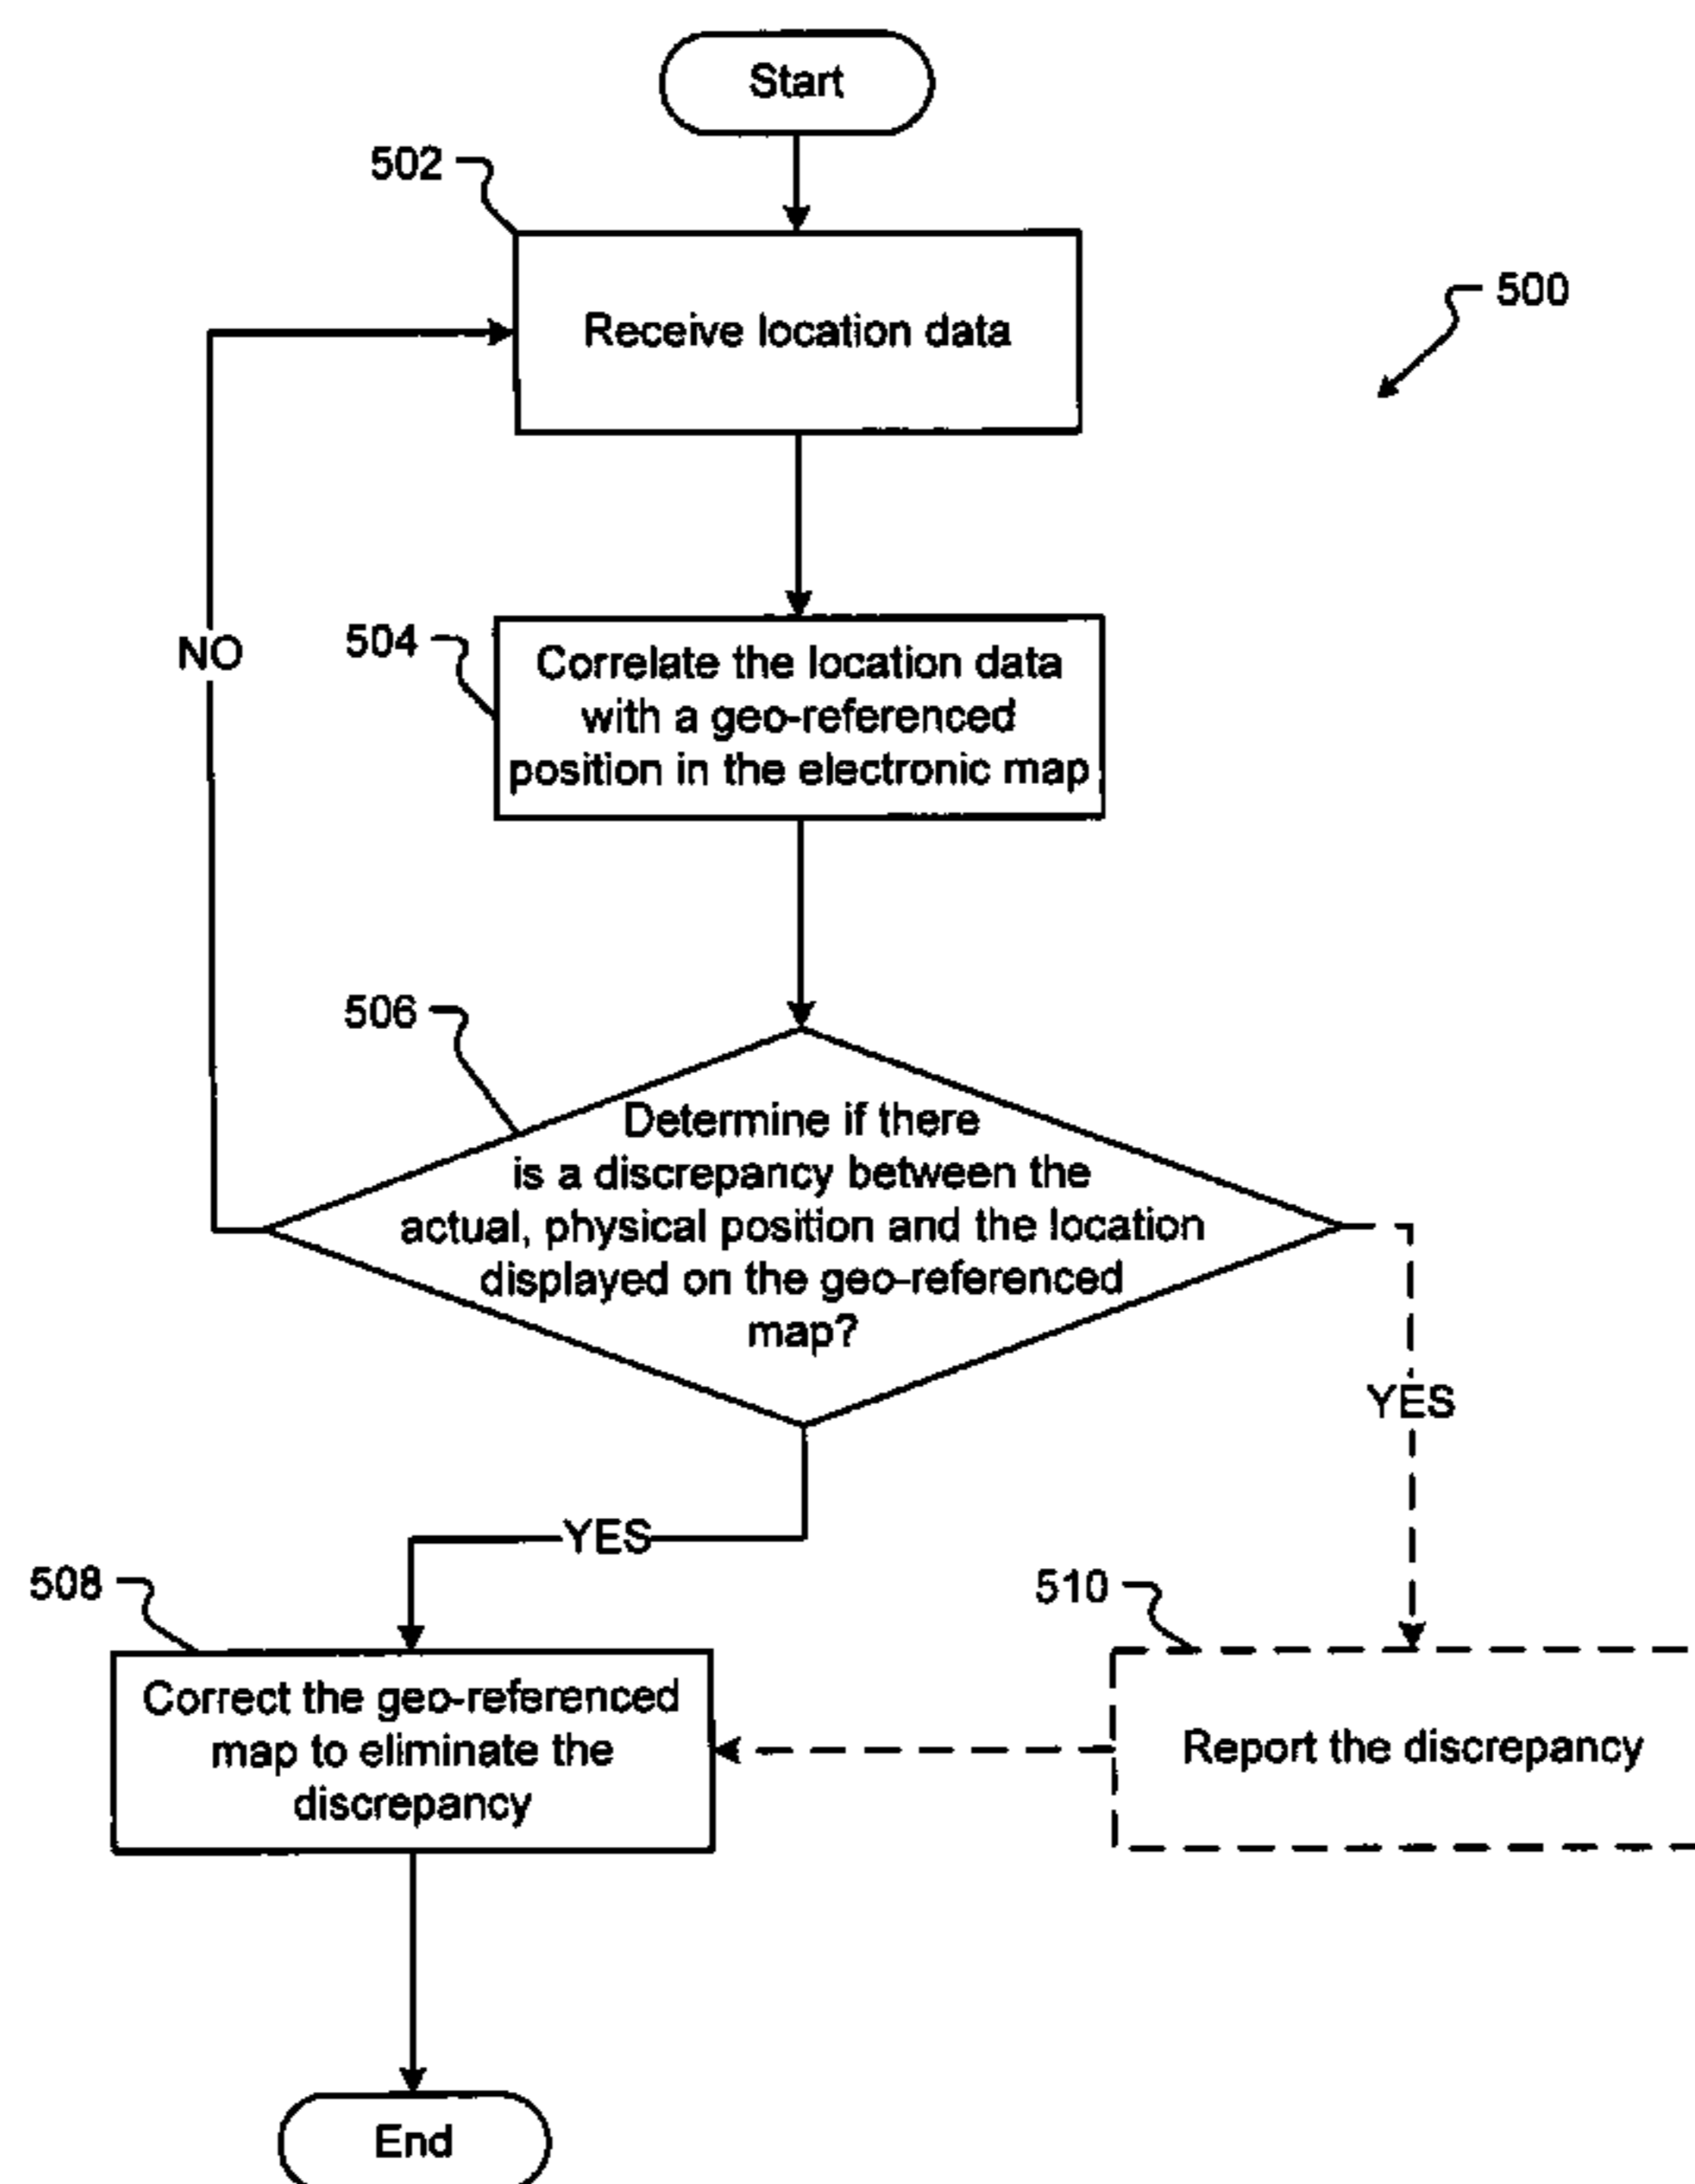 Start
502
500
Receive location data
NO
504
Correlate the location data
with a geo-referenced
position in the electronic map
506
Determine if there
is a discrepancy between the
actual, physical position and the location
displayed on the geo-referenced
map?
YES
YES
508
510
Correct the geo-referenced
map to eliminate the
discrepancy
Report the discrepancy
End